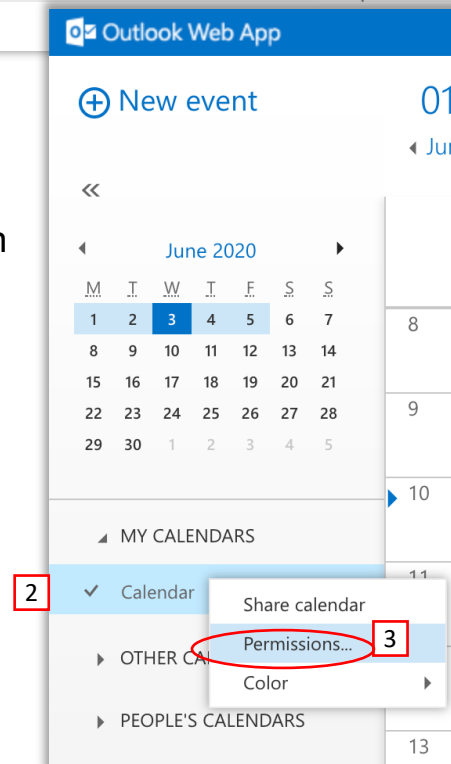 Outlook Web App
New event
01
Jun
n
June 2020
M T W T F S S
1 2 3 4 5 6 7
8 9 10 11 12 13 14
15 16 17 18 19 20 21
22 23 24 25 26 27 28
29 30 1 2 3 4 5
8
9
10
11
13
MY CALENDARS
2
Calendar
Share calendar
Permissions...
3
Color
OTHER CA
PEOPLE'S CALENDARS